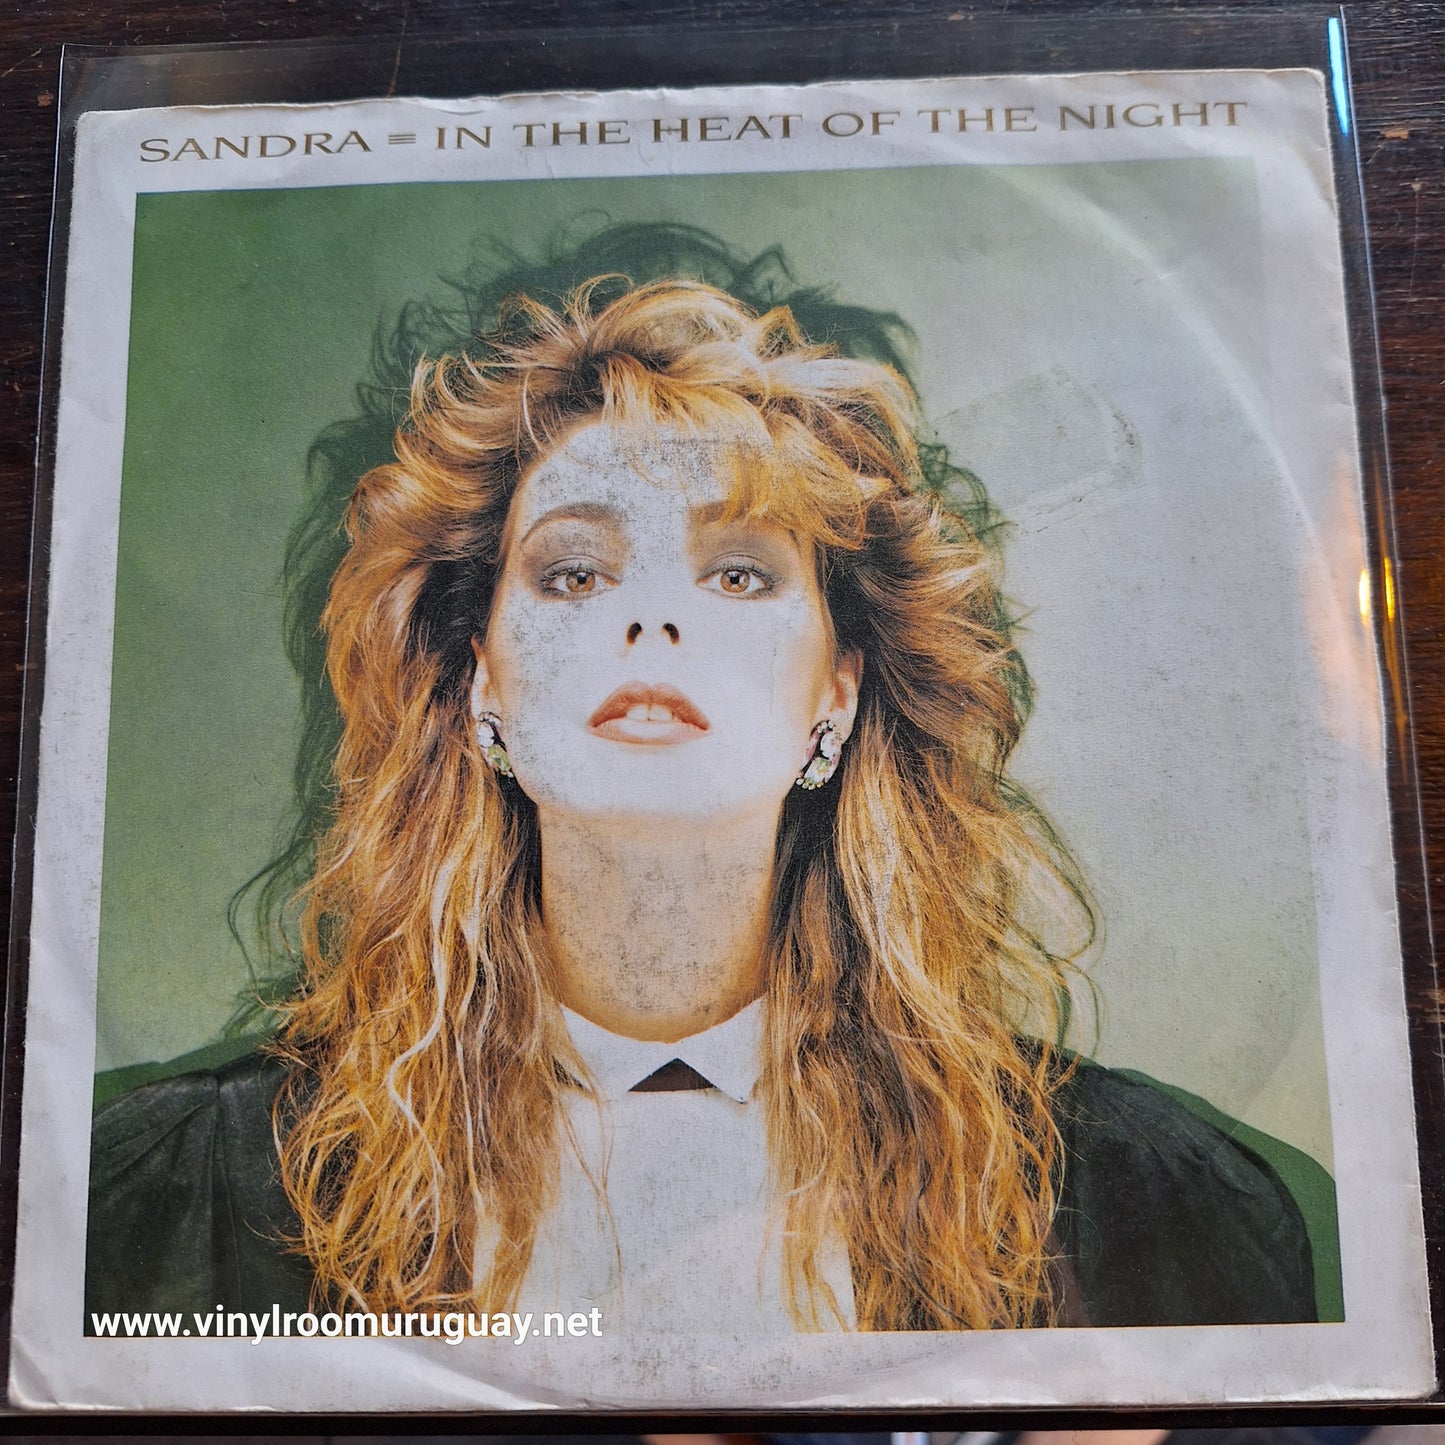 SANDRA ≡ IN THE HEAT OF THE NIGHT
www.vinylroomuruguay.net